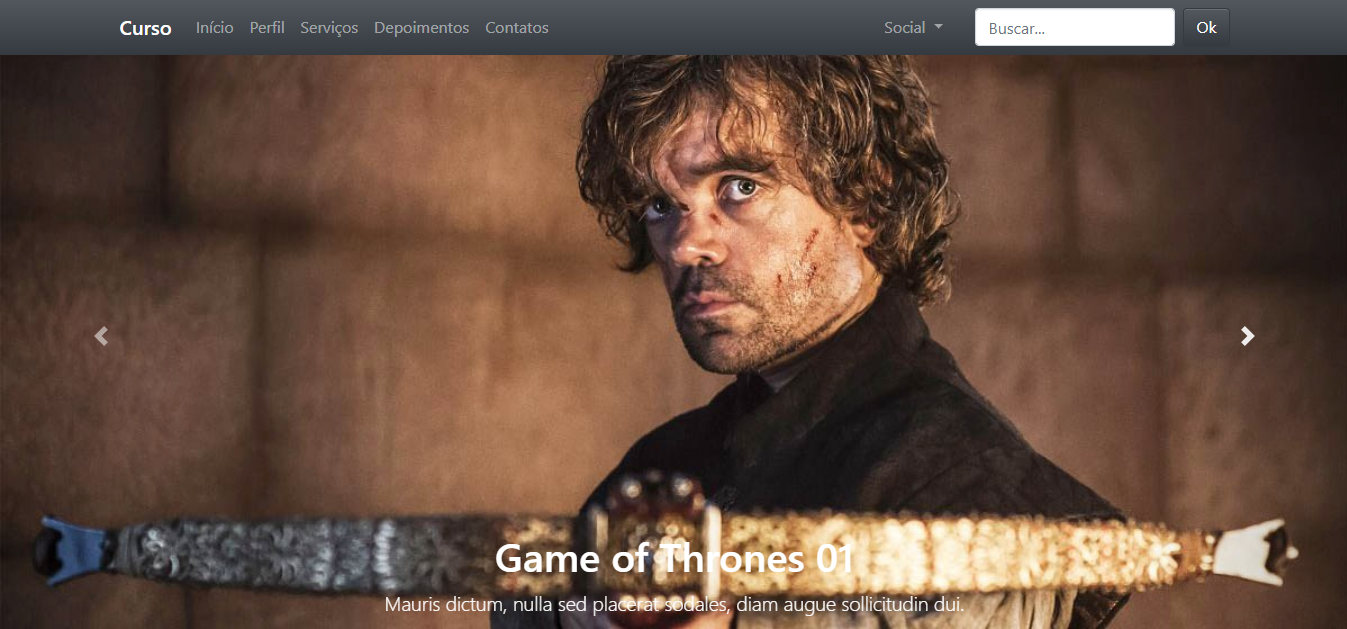 Curso Início Perfil Serviços Depoimentos Contatos Social Buscar... Ok
Game of Thrones 01
Mauris dictum, nulla sed placerat sodales, diam augue sollicitudin dui.